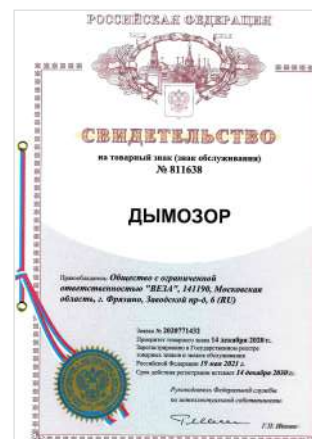 РОССИЙСКАЯ ФЕДЕРАЦИЯ
СВИДЕТЕЛЬСТВО
на товарный знак (знак обслуживания)
№ 811638
ДЫМОЗОР
Правообладатель: Общество с ограниченной
ответственностью "ВЕЗА", 141190, Московская
область, г. Фрязино, Заводской пр-д, 6 (RU)
Заявка № 2020771432
Приоритет товарного знака 14 декабря 2020 г.
Зарегистрировано в Государственном реестре
товарных знаков и знаков обслуживания
Российской Федерации 19 мая 2021 г.
Срок действия регистрации истекает 14 декабря 2030 г.
Руководитель Федеральной службы
по интеллектуальной собственности
Г.П. Ивлиев